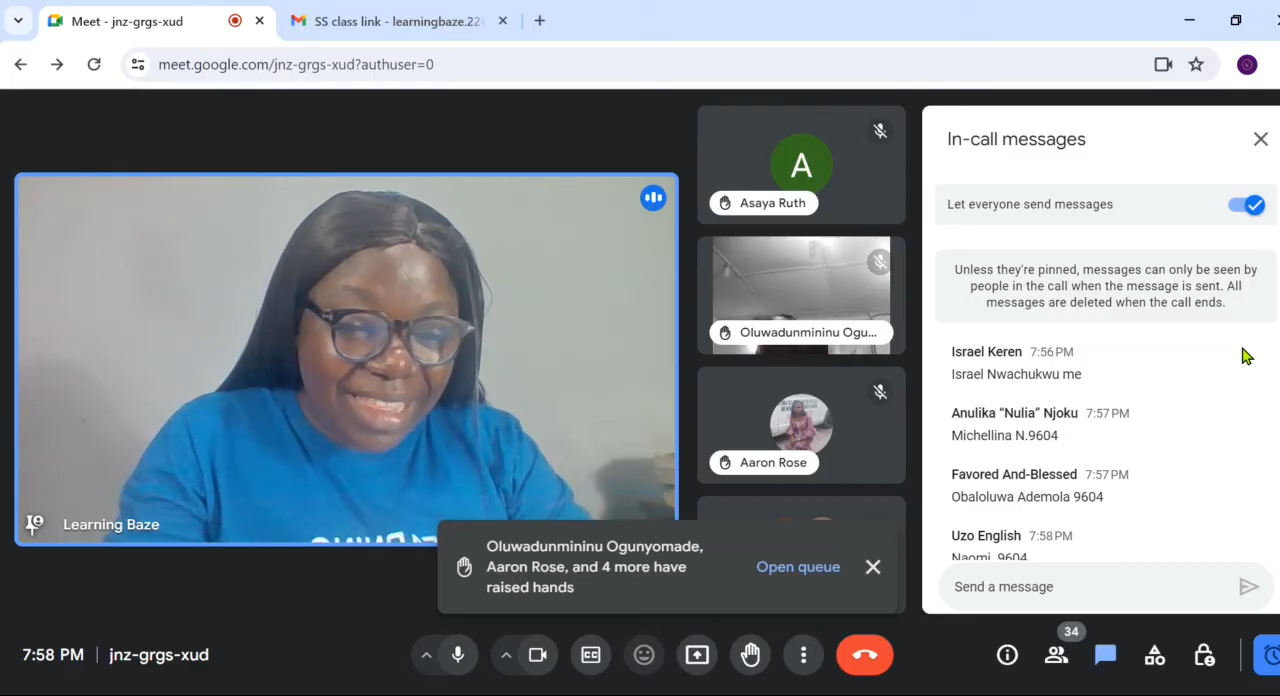 Meet - jnz-grgs-xud
SS class link - learningbaze.22
meet.google.com/jnz-grgs-xud?authuser=0
Learning Baze
A
Asaya Ruth
Oluwadunmininu Ogu...
Aaron Rose
Oluwadunmininu Ogunyomade,
Aaron Rose, and 4 more have
raised hands
Open queue
In-call messages
Let everyone send messages
Unless they're pinned, messages can only be seen by
people in the call when the message is sent. All
messages are deleted when the call ends.
Israel Keren 7:56 PM
Israel Nwachukwu me
Anulika “Nulia” Njoku 7:57 PM
Michellina N.9604
Favored And-Blessed 7:57 PM
Obaloluwa Ademola 9604
Uzo English 7:58 PM
Naomi. 9604
Send a message
7:58 PM | jnz-grgs-xud
CC
34